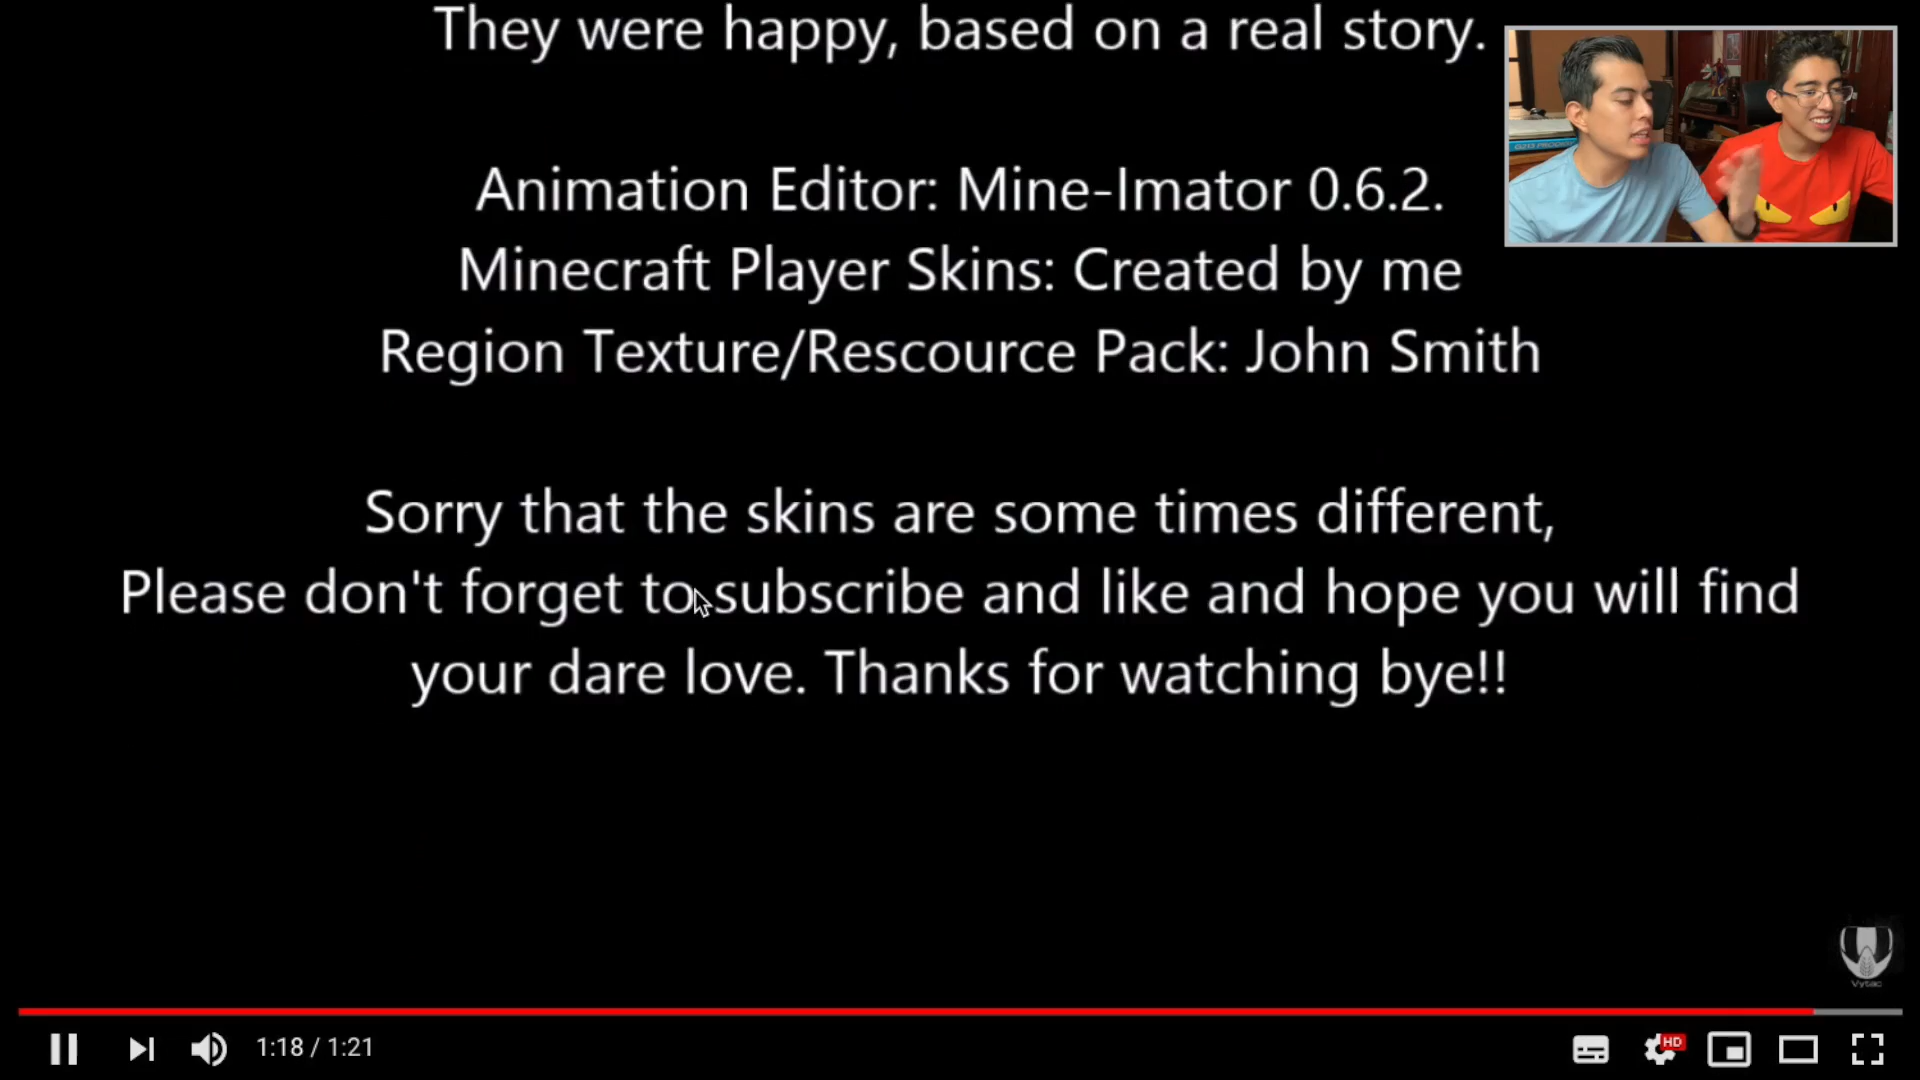 They were happy, based on a real story.
Animation Editor: Mine-Imator 0.6.2.
Minecraft Player Skins: Created by me
Region Texture/Rescource Pack: John Smith
Sorry that the skins are some times different,
Please don't forget to subscribe and like and hope you will find
your dare love. Thanks for watching bye!!
Vytac
1:18 / 1:21
HD